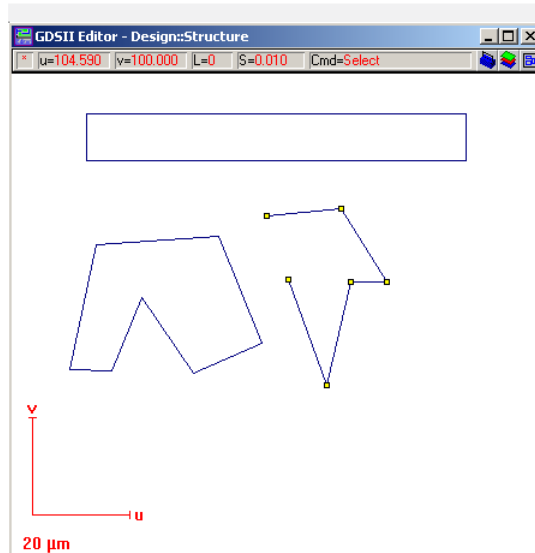 GDSII Editor - Design::Structure
* u=104.590 v=100.000 L=0 S=0.010 Cmd=Select
v
u
20 µm